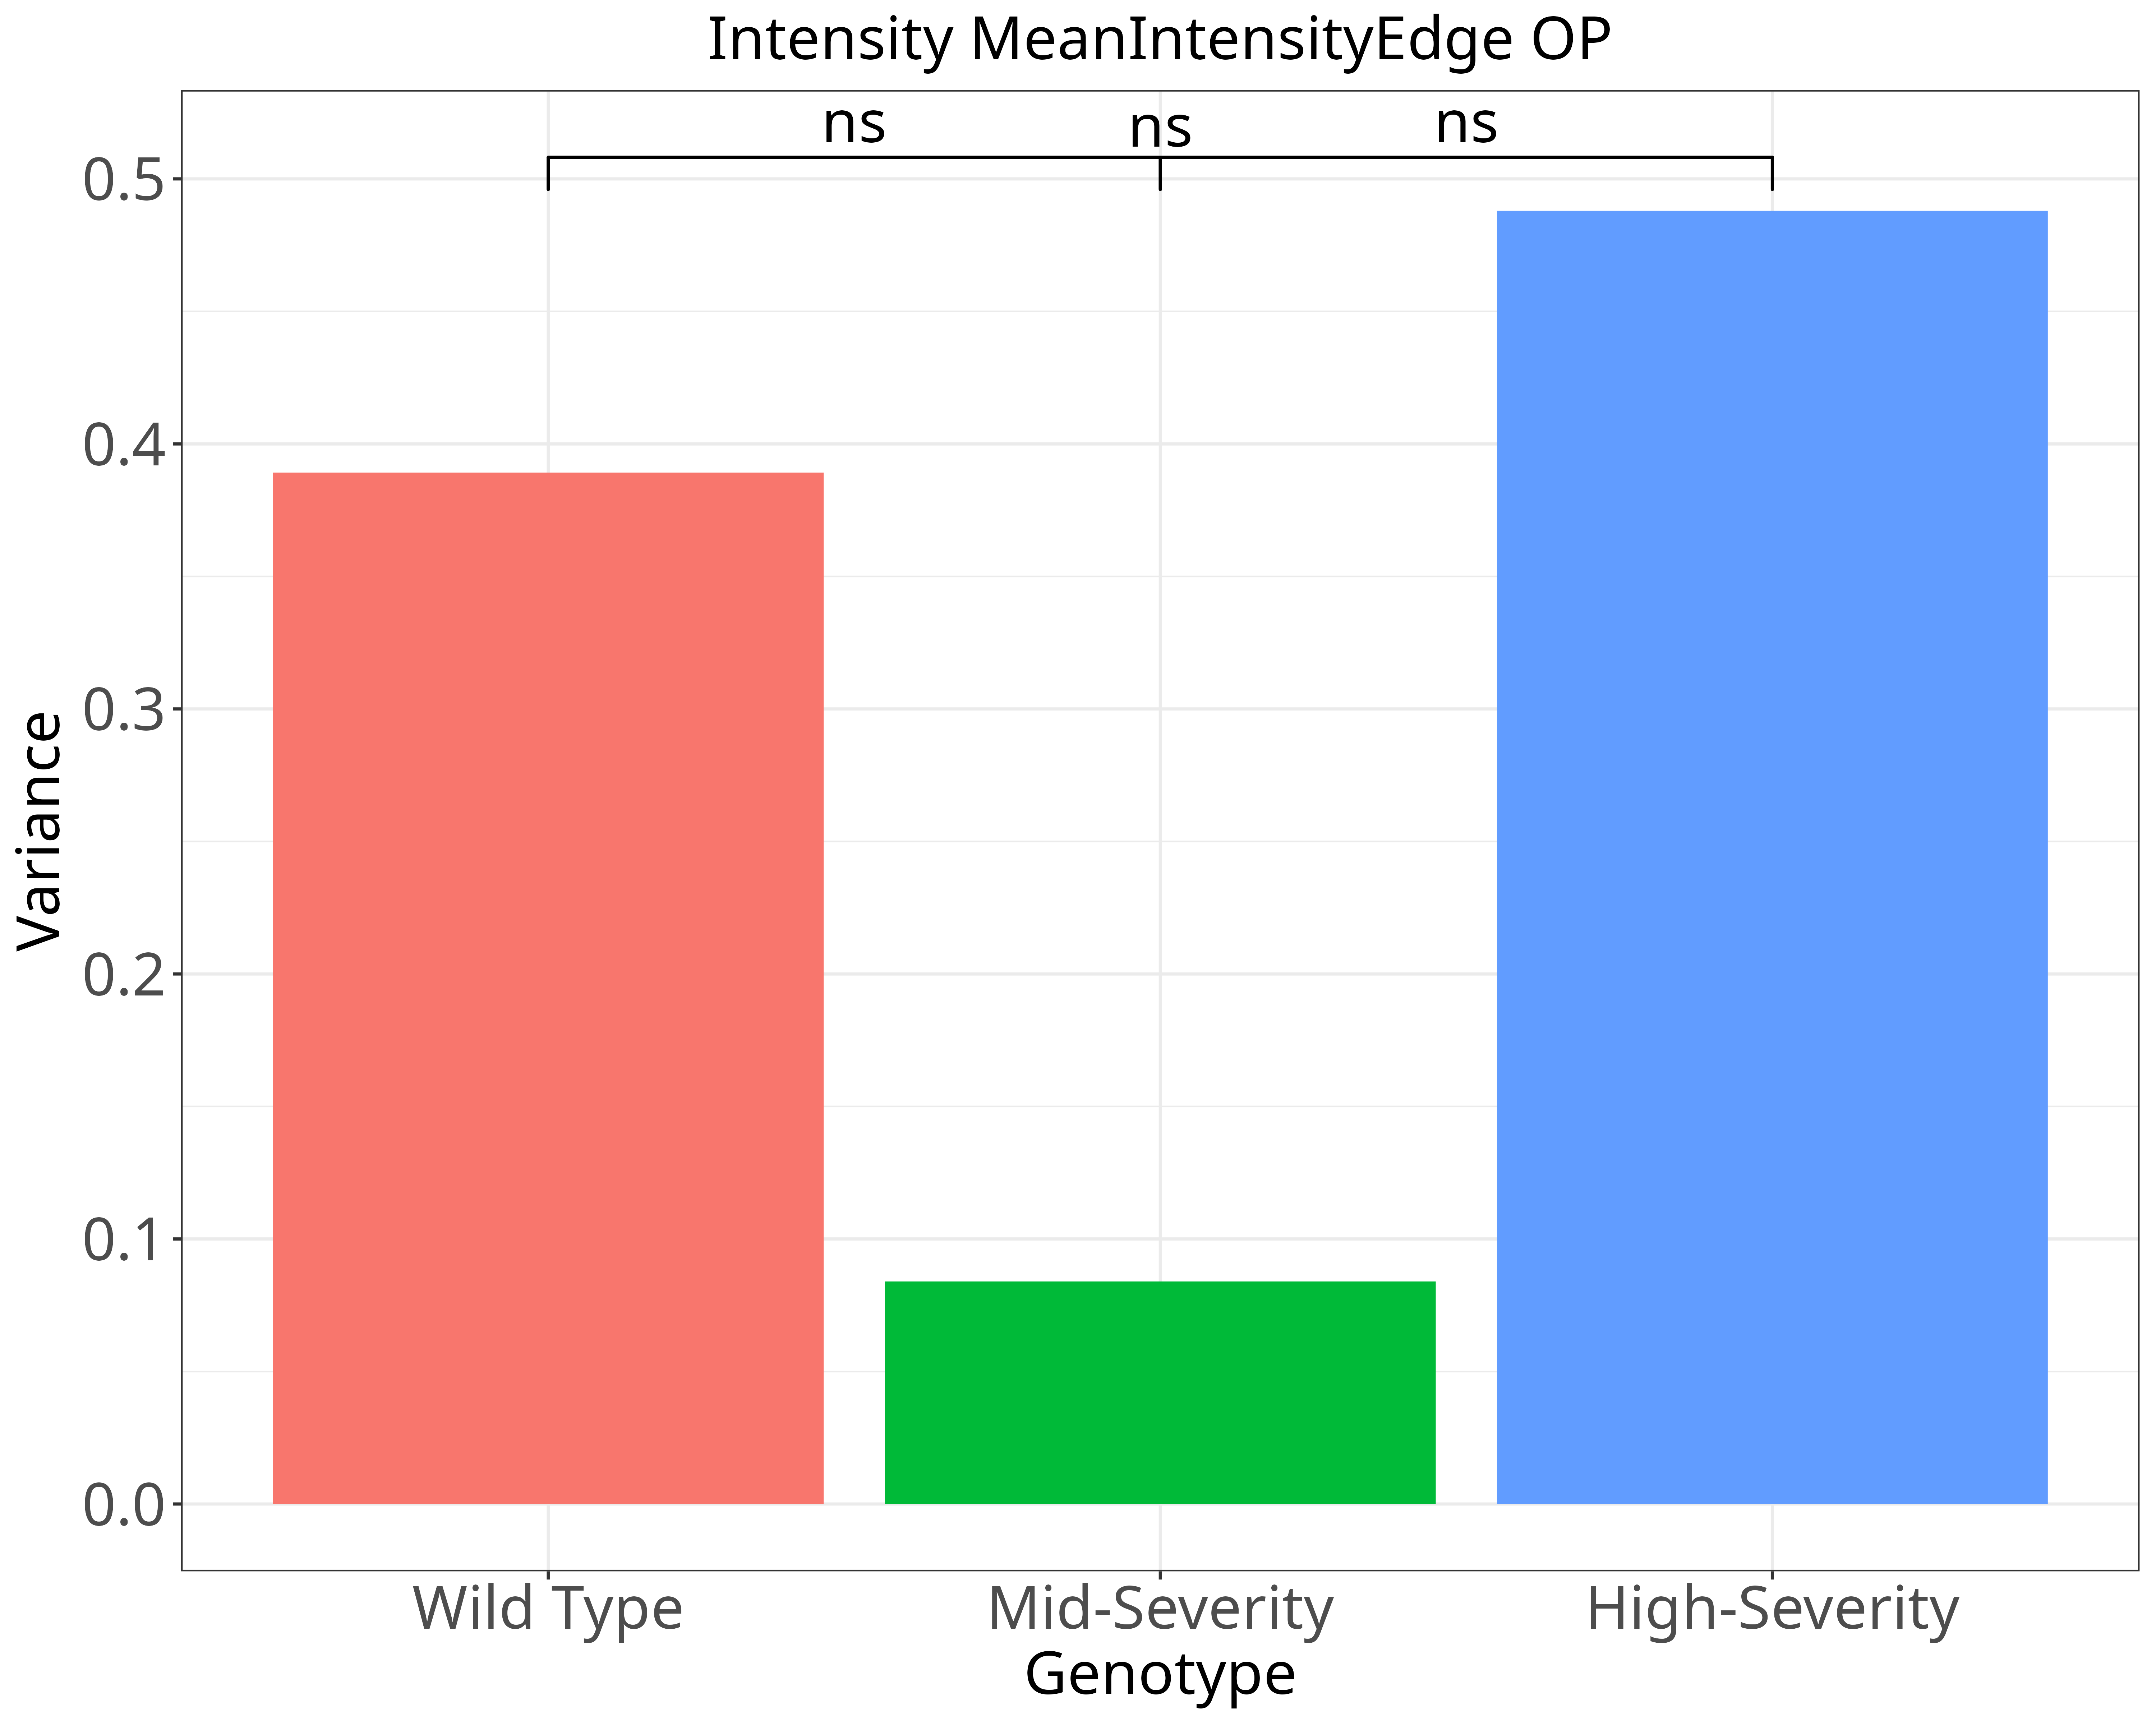 Intensity MeanIntensityEdge OP
ns ns ns
0.5
0.4
0.3
0.2
0.1
0.0
Variance
Wild Type Mid-Severity High-Severity
Genotype